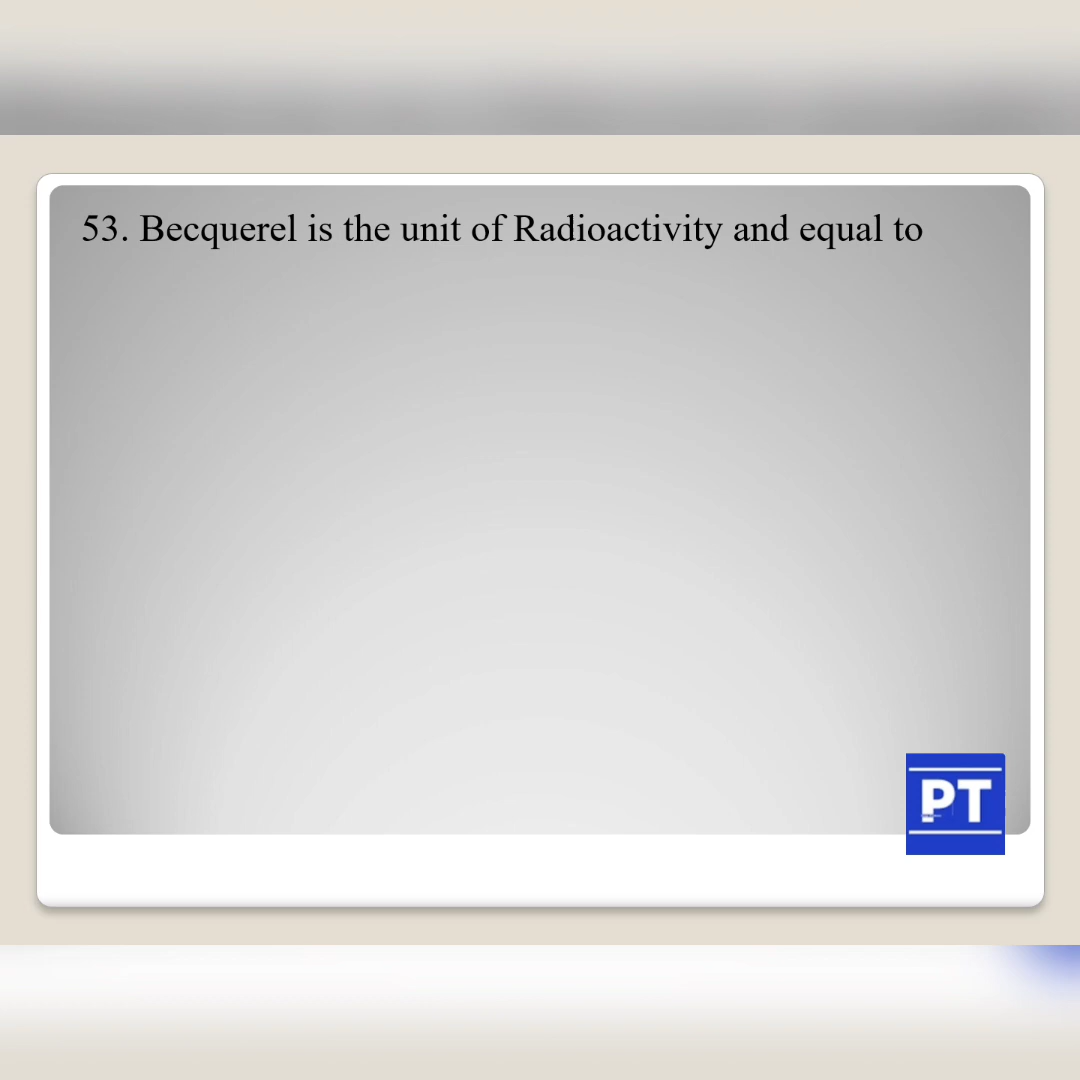 53. Becquerel is the unit of Radioactivity and equal to
PT